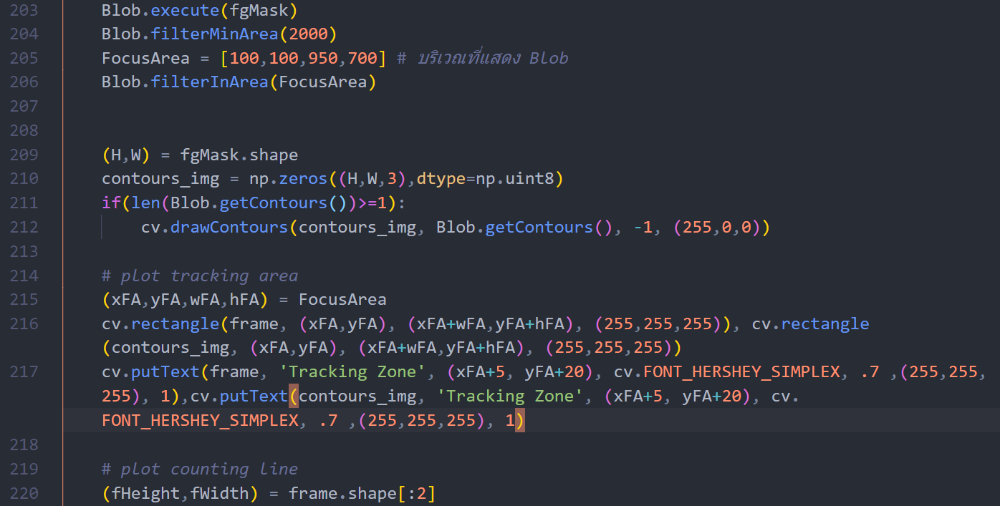 203 Blob.execute(fgMask)
204 Blob.filterMinArea(2000)
205 FocusArea = [100,100,950,700] # บริเวณที่แสดง Blob
206 Blob.filterInArea(FocusArea)
207
208
209 (H,W) = fgMask.shape
210 contours_img = np.zeros((H,W,3),dtype=np.uint8)
211 if(len(Blob.getContours())>=1):
212 cv.drawContours(contours_img, Blob.getContours(), -1, (255,0,0))
213
214 # plot tracking area
215 (xFA,yFA,wFA,hFA) = FocusArea
216 cv.rectangle(frame, (xFA,yFA), (xFA+wFA,yFA+hFA), (255,255,255)), cv.rectangle
(contours_img, (xFA,yFA), (xFA+wFA,yFA+hFA), (255,255,255))
217 cv.putText(frame, 'Tracking Zone', (xFA+5, yFA+20), cv.FONT_HERSHEY_SIMPLEX, .7 ,(255,255,
255), 1),cv.putText(contours_img, 'Tracking Zone', (xFA+5, yFA+20), cv.
FONT_HERSHEY_SIMPLEX, .7 ,(255,255,255), 1)
218
219 # plot counting line
220 (fHeight,fWidth) = frame.shape[:2]